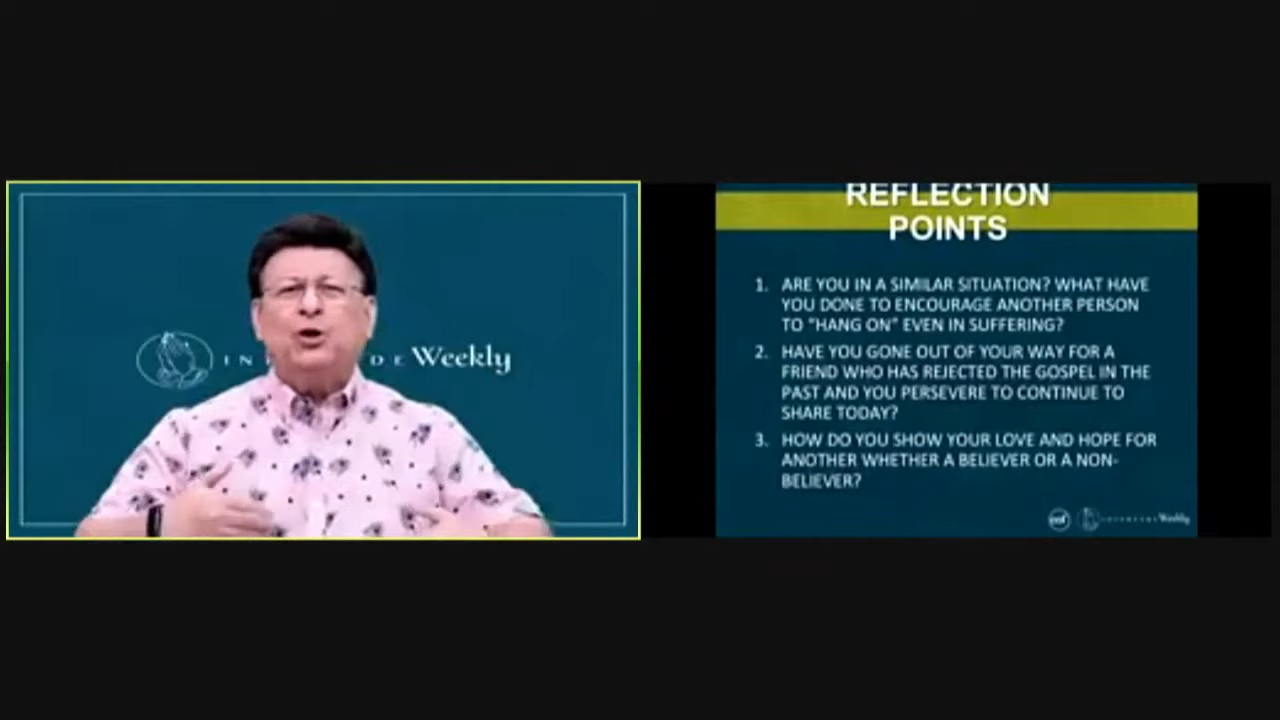 IN DE Weekly
REFLECTION
POINTS
1. ARE YOU IN A SIMILAR SITUATION? WHAT HAVE
YOU DONE TO ENCOURAGE ANOTHER PERSON
TO "HANG ON" EVEN IN SUFFERING?
2. HAVE YOU GONE OUT OF YOUR WAY FOR A
FRIEND WHO HAS REJECTED THE GOSPEL IN THE
PAST AND YOU PERSEVERE TO CONTINUE TO
SHARE TODAY?
3. HOW DO YOU SHOW YOUR LOVE AND HOPE FOR
ANOTHER WHETHER A BELIEVER OR A NON-
BELIEVER?
Weekly